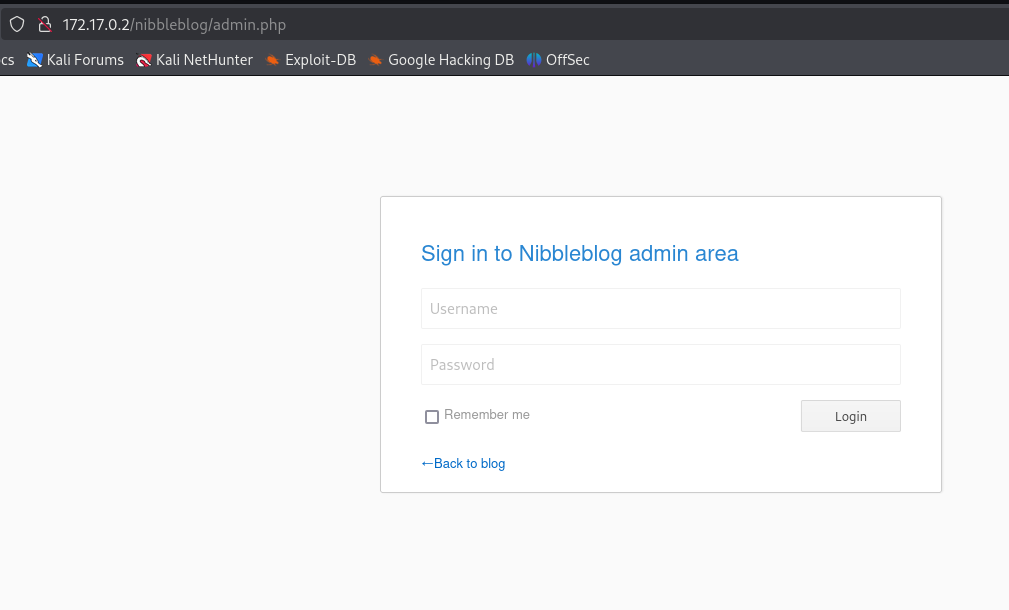 172.17.0.2/nibbleblog/admin.php
cs Kali Forums Kali NetHunter Exploit-DB Google Hacking DB OffSec
Sign in to Nibbleblog admin area
Username
Password
Remember me Login
←Back to blog